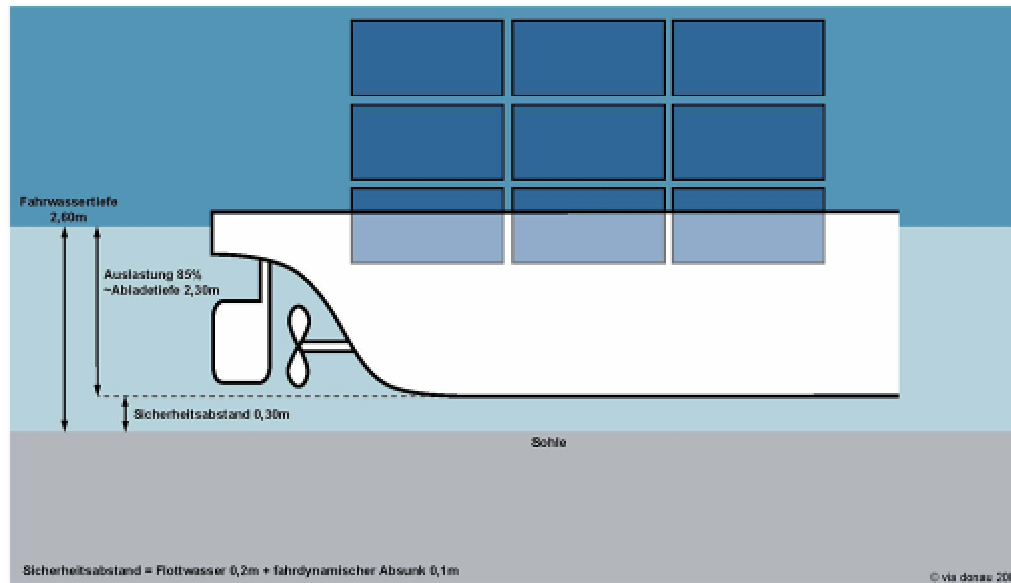 Fahrwassertiefe
2,60m
Auslastung 85%
~Abladetiefe 2,30m
Sicherheitsabstand 0,30m
Sohle
Sicherheitsabstand = Flottwasser 0,2m + fahrdynamischer Absunk 0,1m
© via donau